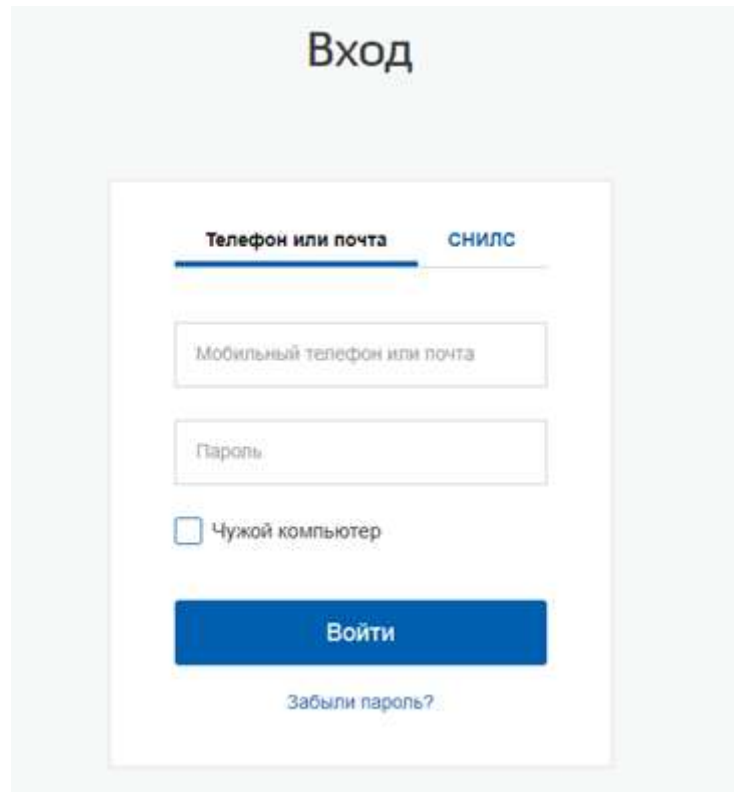 Вход
Телефон или почта СНИЛС
Мобильный телефон или почта
Пароль
Чужой компьютер
Войти
Забыли пароль?